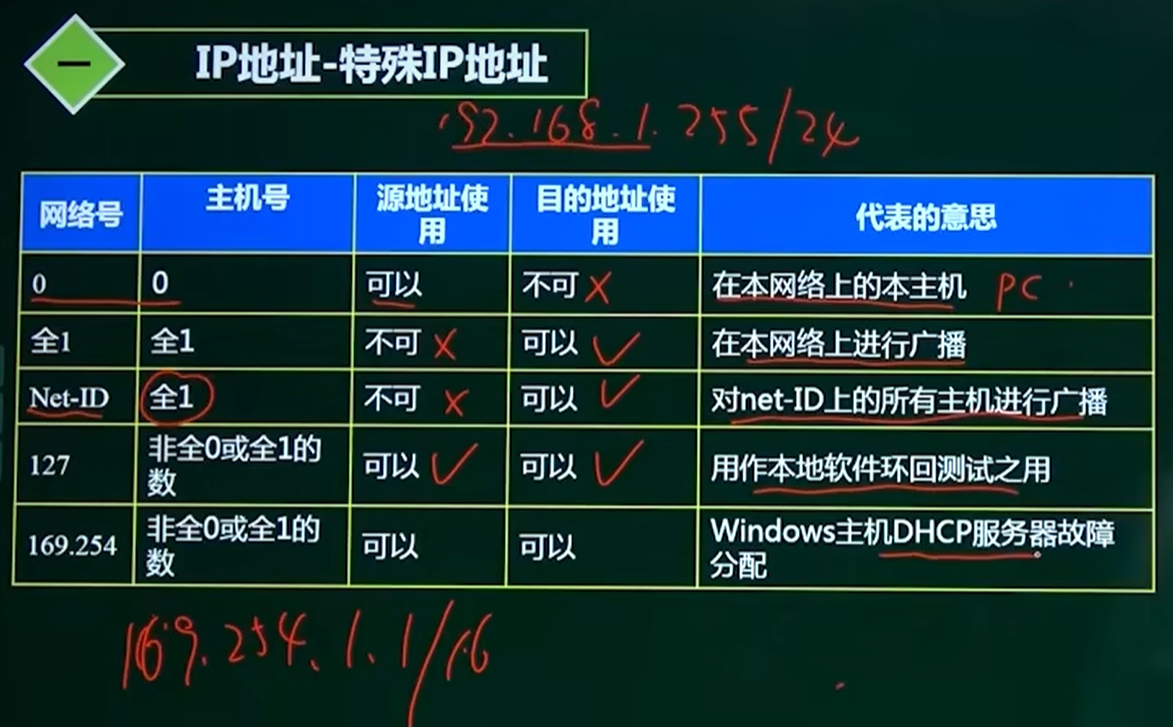 一
IP地址-特殊IP地址
192.168.1.255/24
网络号 主机号 源地址使用 目的地址使用 代表的意思
0 0 可以 不可 在本网络上的本主机 PC
全1 全1 不可 可以 在本网络上进行广播
Net-ID 全1 不可 可以 对net-ID上的所有主机进行广播
127 非全0或全1的数 可以 可以 用作本地软件环回测试之用
169.254 非全0或全1的数 可以 可以 Windows主机DHCP服务器故障分配
169.254.1.1/16